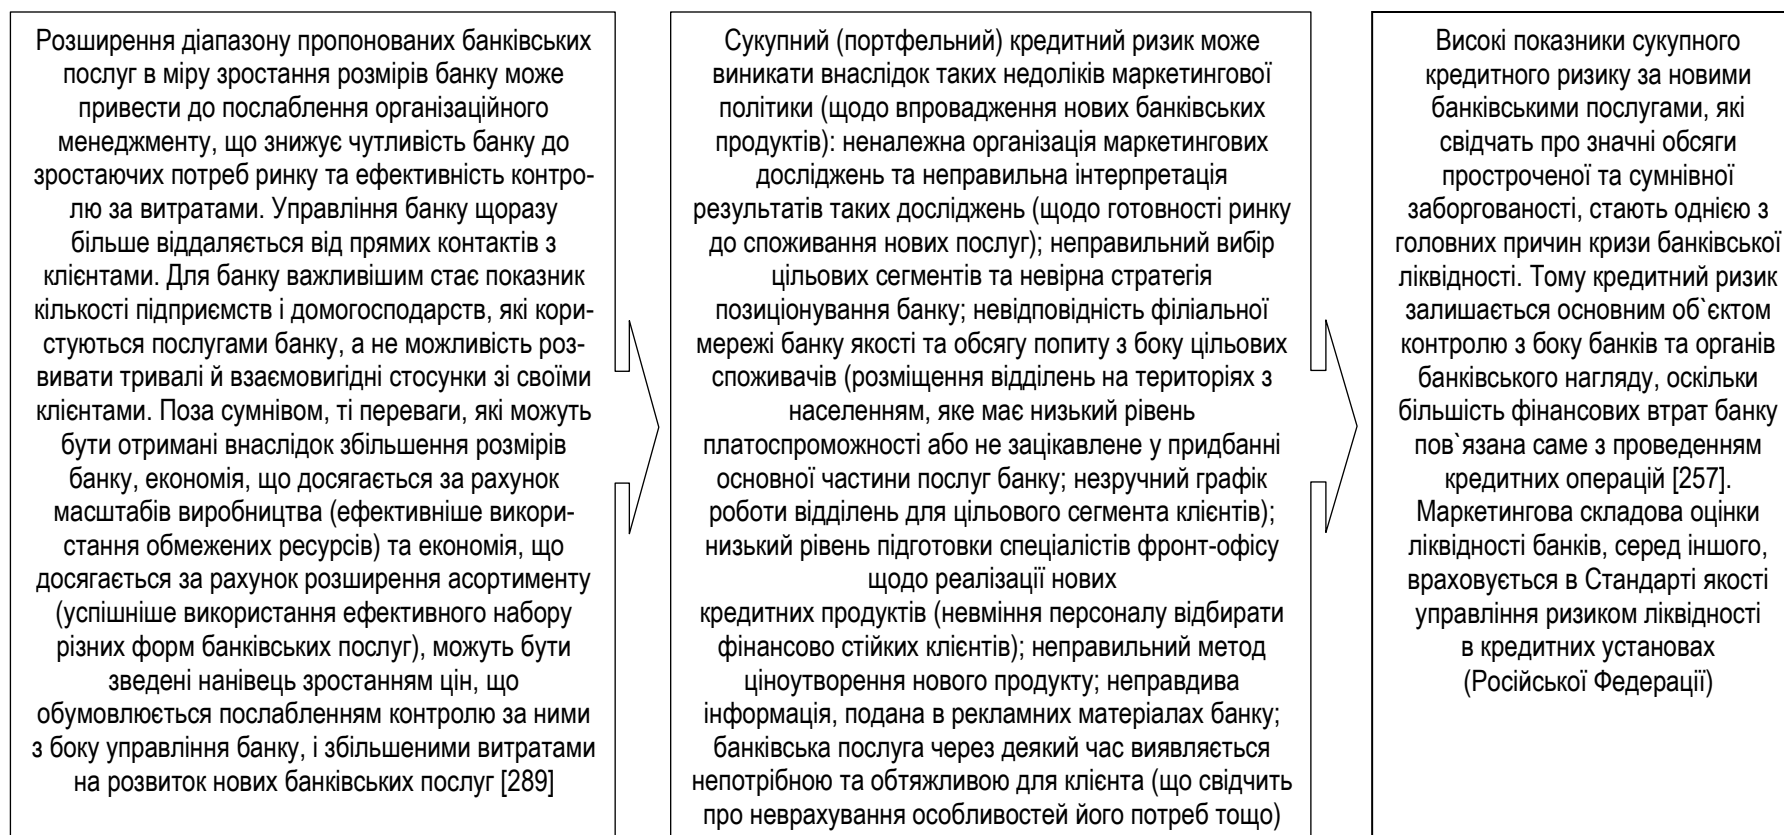 Розширення діапазону пропонованих банківських
послуг в міру зростання розмірів банку може
привести до послаблення організаційного
менеджменту, що знижує чутливість банку до
зростаючих потреб ринку та ефективність контро-
лю за витратами. Управління банку щоразу
більше віддаляється від прямих контактів з
клієнтами. Для банку важливішим стає показник
кількості підприємств і домогосподарств, які кори-
стуються послугами банку, а не можливість роз-
вивати тривалі й взаємовигідні стосунки зі своїми
клієнтами. Поза сумнівом, ті переваги, які можуть
бути отримані внаслідок збільшення розмірів
банку, економія, що досягається за рахунок
масштабів виробництва (ефективніше викори-
стання обмежених ресурсів) та економія, що
досягається за рахунок розширення асортименту
(успішніше використання ефективного набору
різних форм банківських послуг), можуть бути
зведені нанівець зростанням цін, що
обумовлюється послабленням контролю за ними
з боку управління банку, і збільшеними витратами
на розвиток нових банківських послуг [289]
Сукупний (портфельний) кредитний ризик може
виникати внаслідок таких недоліків маркетингової
політики (щодо впровадження нових банківських
продуктів): неналежна організація маркетингових
досліджень та неправильна інтерпретація
результатів таких досліджень (щодо готовності ринку
до споживання нових послуг); неправильний вибір
цільових сегментів та невірна стратегія
позиціонування банку; невідповідність філіальної
мережі банку якості та обсягу попиту з боку цільових
споживачів (розміщення відділень на територіях з
населенням, яке має низький рівень
платоспроможності або не зацікавлене у придбанні
основної частини послуг банку; незручний графік
роботи відділень для цільового сегмента клієнтів);
низький рівень підготовки спеціалістів фронт-офісу
щодо реалізації нових
кредитних продуктів (невміння персоналу відбирати
фінансово стійких клієнтів); неправильний метод
ціноутворення нового продукту; неправдива
інформація, подана в рекламних матеріалах банку;
банківська послуга через деякий час виявляється
непотрібною та обтяжливою для клієнта (що свідчить
про неврахування особливостей його потреб тощо)
Високі показники сукупного
кредитного ризику за новими
банківськими послугами, які
свідчать про значні обсяги
простроченої та сумнівної
заборгованості, стають однією з
головних причин кризи банківської
ліквідності. Тому кредитний ризик
залишається основним об`єктом
контролю з боку банків та органів
банківського нагляду, оскільки
більшість фінансових втрат банку
пов`язана саме з проведенням
кредитних операцій [257].
Маркетингова складова оцінки
ліквідності банків, серед іншого,
враховується в Стандарті якості
управління ризиком ліквідності
в кредитних установах
(Російської Федерації)